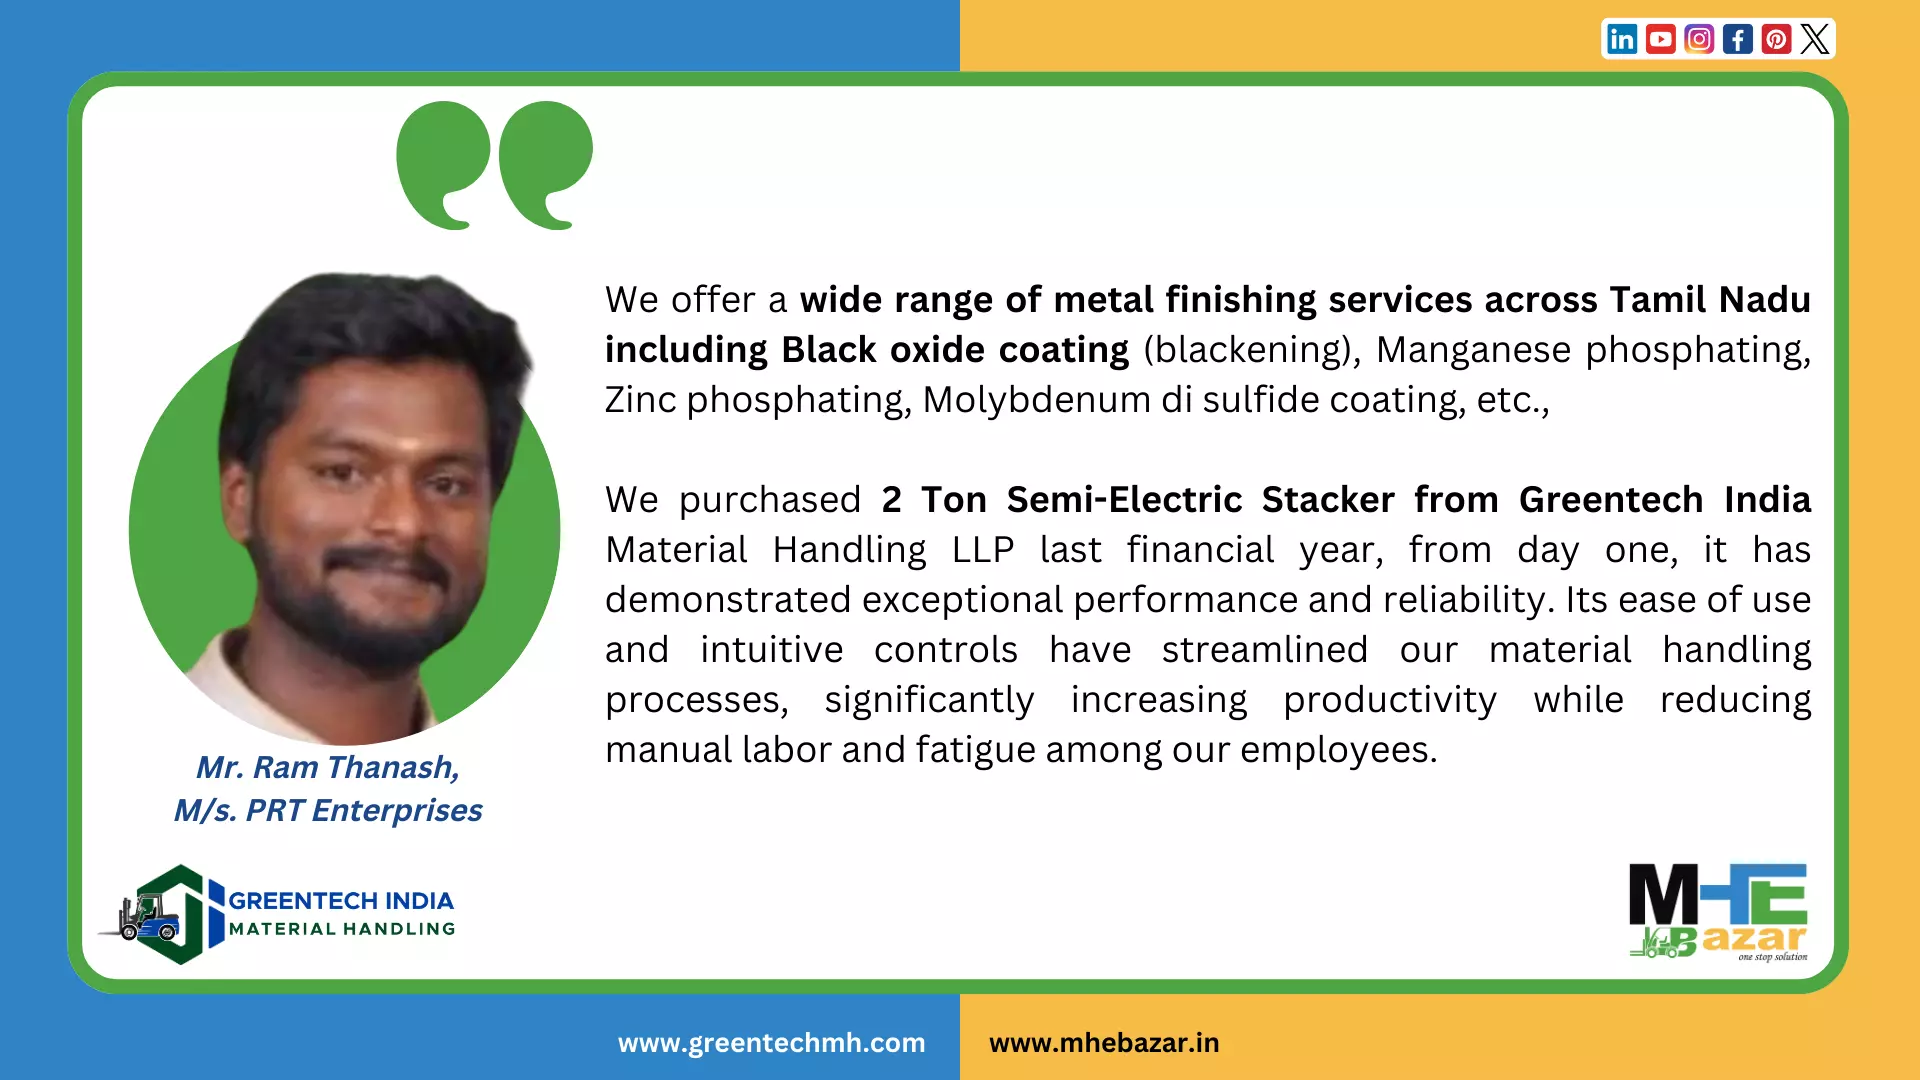 We offer a wide range of metal finishing services across Tamil Nadu
including Black oxide coating (blackening), Manganese phosphating,
Zinc phosphating, Molybdenum di sulfide coating, etc.,
We purchased 2 Ton Semi-Electric Stacker from Greentech India
Material Handling LLP last financial year, from day one, it has
demonstrated exceptional performance and reliability. Its ease of use
and intuitive controls have streamlined our material handling
processes, significantly increasing productivity while reducing
manual labor and fatigue among our employees.
Mr. Ram Thanash,
M/s. PRT Enterprises
GREENTECH INDIA
MATERIAL HANDLING
MHE
Bazar
one stop solution
www.greentechmh.com
www.mhebazar.in